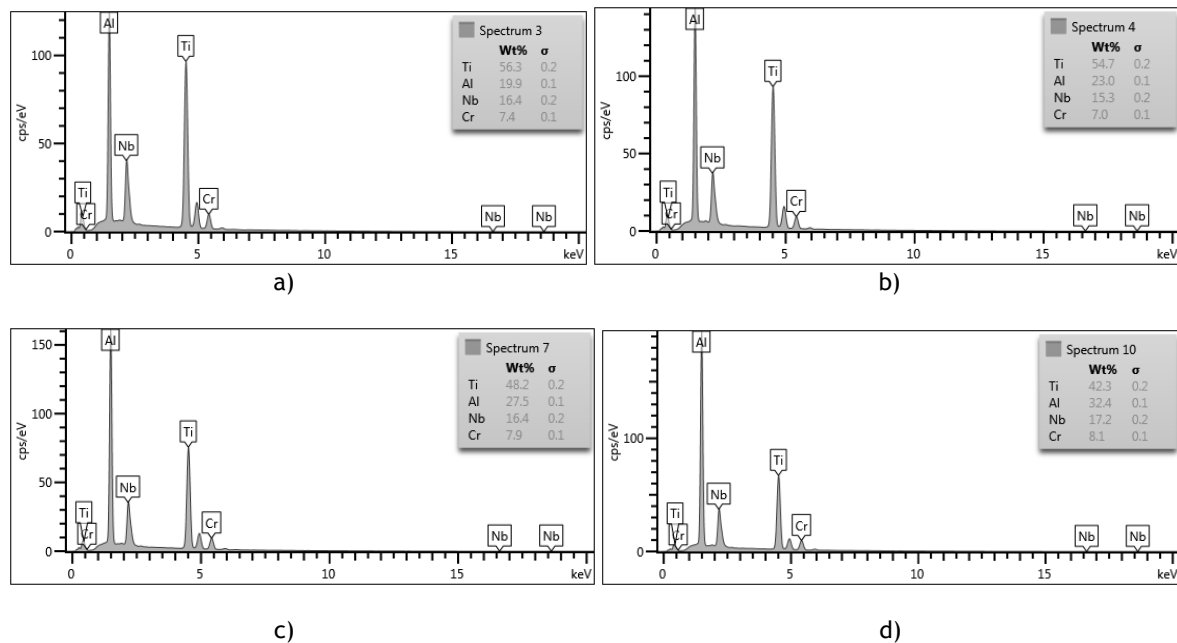 Al
Ti
Spectrum 3
Wt% σ
Ti 56.3 0.2
Al 19.9 0.1
Nb 16.4 0.2
Cr 7.4 0.1
100
cps/eV
50
Nb
Ti
Cr
Cr
Nb Nb
0
0 5 10 15 keV
a)
Al
Ti
Spectrum 4
Wt% σ
Ti 54.7 0.2
Al 23.0 0.1
Nb 15.3 0.2
Cr 7.0 0.1
100
cps/eV
50
Nb
Ti
Cr
Cr
Nb Nb
0
0 5 10 15 keV
b)
150
Al
Spectrum 7
Wt% σ
Ti 48.2 0.2
Al 27.5 0.1
Nb 16.4 0.2
Cr 7.9 0.1
100
cps/eV
Ti
50
Nb
Ti
Cr
Cr
Nb Nb
0
0 5 10 15 keV
c)
Al
Spectrum 10
Wt% σ
Ti 42.3 0.2
Al 32.4 0.1
Nb 17.2 0.2
Cr 8.1 0.1
100
cps/eV
Ti
Nb
Ti
Cr
Cr
Nb Nb
0
0 5 10 15 keV
d)